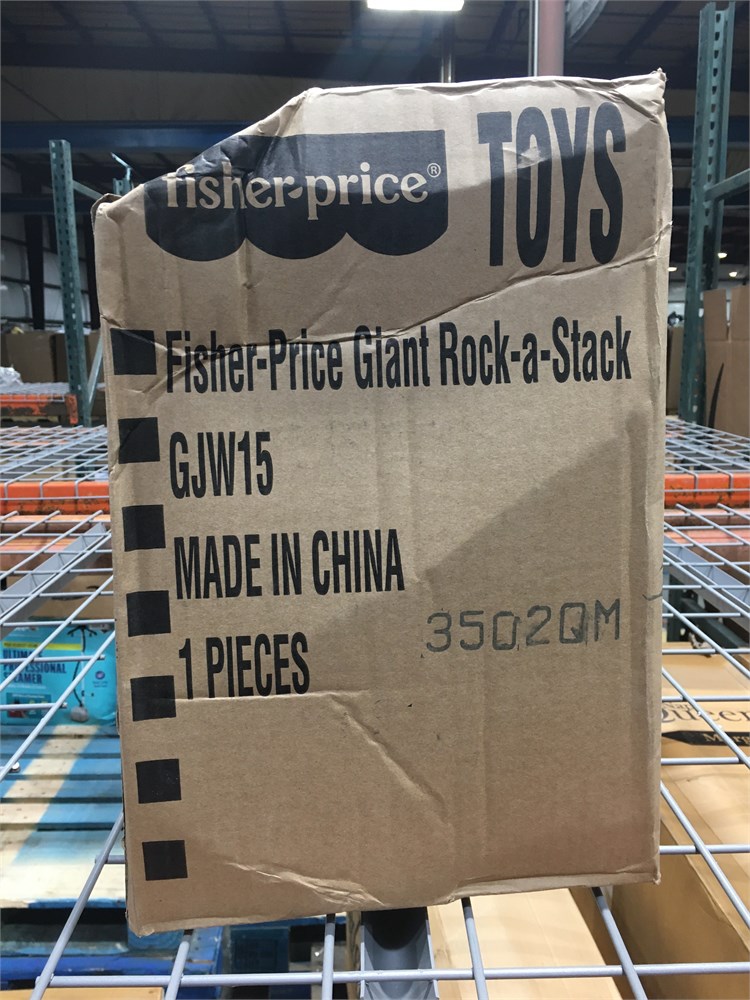 fisher-price®
TOYS
Fisher-Price Giant Rock-a-Stack
GJW15
MADE IN CHINA
1 PIECES
3502QM